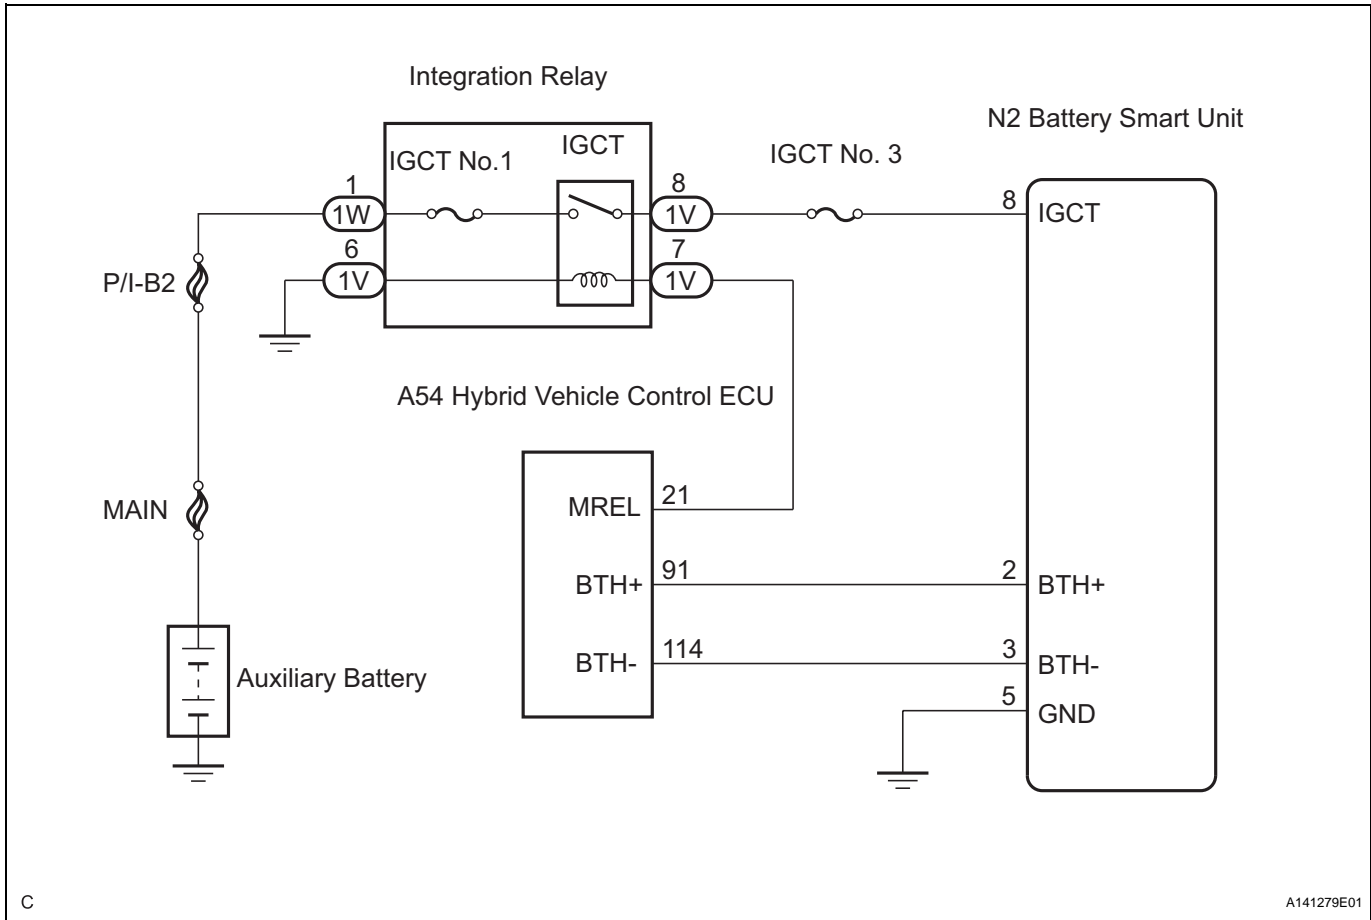 Integration Relay
N2 Battery Smart Unit
IGCT No.1
IGCT
IGCT No. 3
1
1W
8
1V
8
IGCT
6
1V
7
1V
P/I-B2
A54 Hybrid Vehicle Control ECU
MAIN
MREL
21
BTH+
91
2
BTH+
BTH-
114
3
BTH-
Auxiliary Battery
5
GND
C
A141279E01